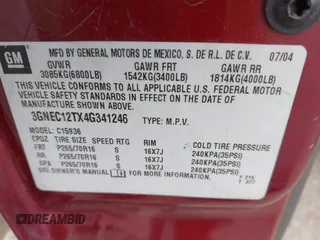 GM MFD BY GENERAL MOTORS DE MEXICO, S. DE R.L. DE C.V. 07/04
GVWR GAWR FRT GAWR RR
3085KG(6800LB) 1542KG(3400LB) 1814KG(4000LB)
THIS VEHICLE CONFORMS TO ALL APPLICABLE U.S. FEDERAL MOTOR
VEHICLE SAFETY STANDARDS IN EFFECT ON THE DATE OF
MANUFACTURE SHOWN ABOVE.
3GNEC12TX4G341246 TYPE: M.P.V.
MODEL: C15936
TIRE SIZE SPEED RTG RIM COLD TIRE PRESSURE
FRT P265/70R16 S 16X7J 240KPA(35PSI)
RR P265/70R16 S 16X7J 240KPA(35PSI)
SPA P265/70R16 S 16X7J 240KPA(35PSI)
SEE OWNER'S MANUAL FOR MORE INFORMATION.
DREAMBID